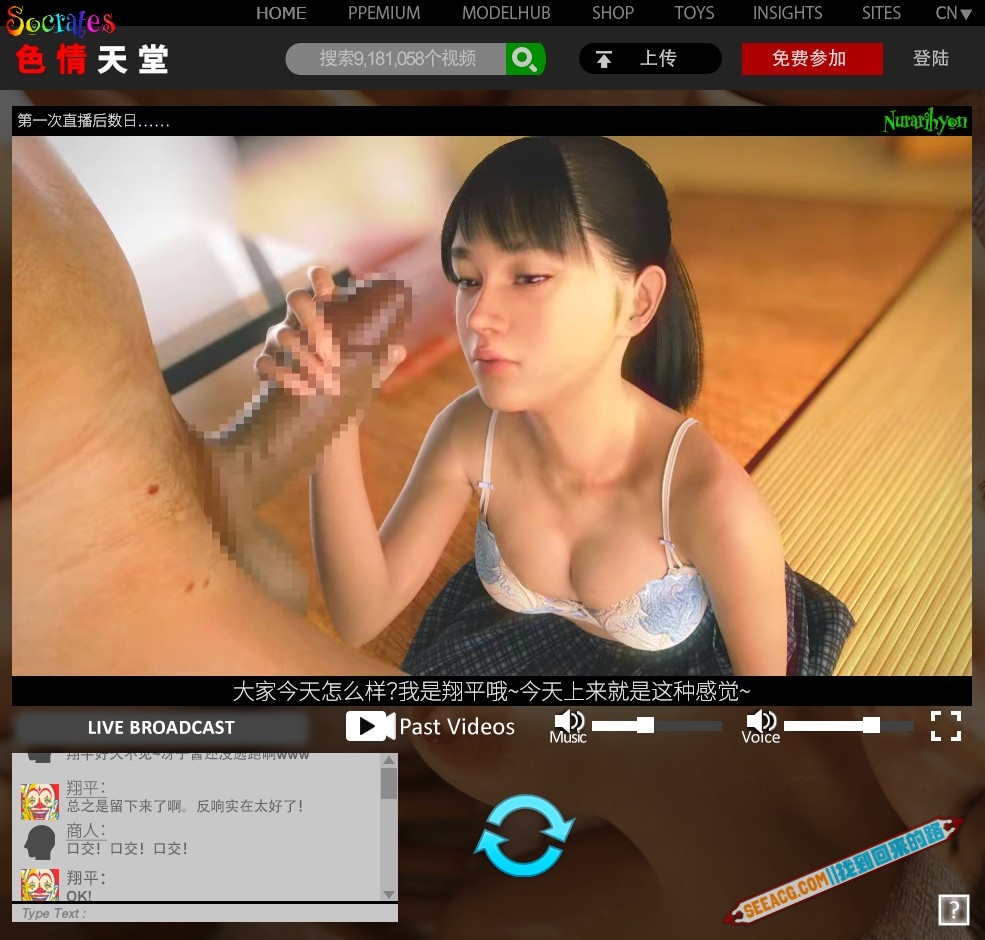 Socrates
HOME PPEMIUM MODELHUB SHOP TOYS INSIGHTS SITES CN▼
色情天堂
搜索9,181,058个视频
上传
免费参加
登陆
第一次直播后数日……
Nurarihyon
大家今天怎么样?我是翔平哦~今天上来就是这种感觉~
LIVE BROADCAST
Past Videos
Music
Voice
翔平：
总之是留下来了啊。反响实在太好了！
商人：
口交！口交！口交！
翔平：
OK!
Type Text :
SEEACG.COM||找到回来的路
?